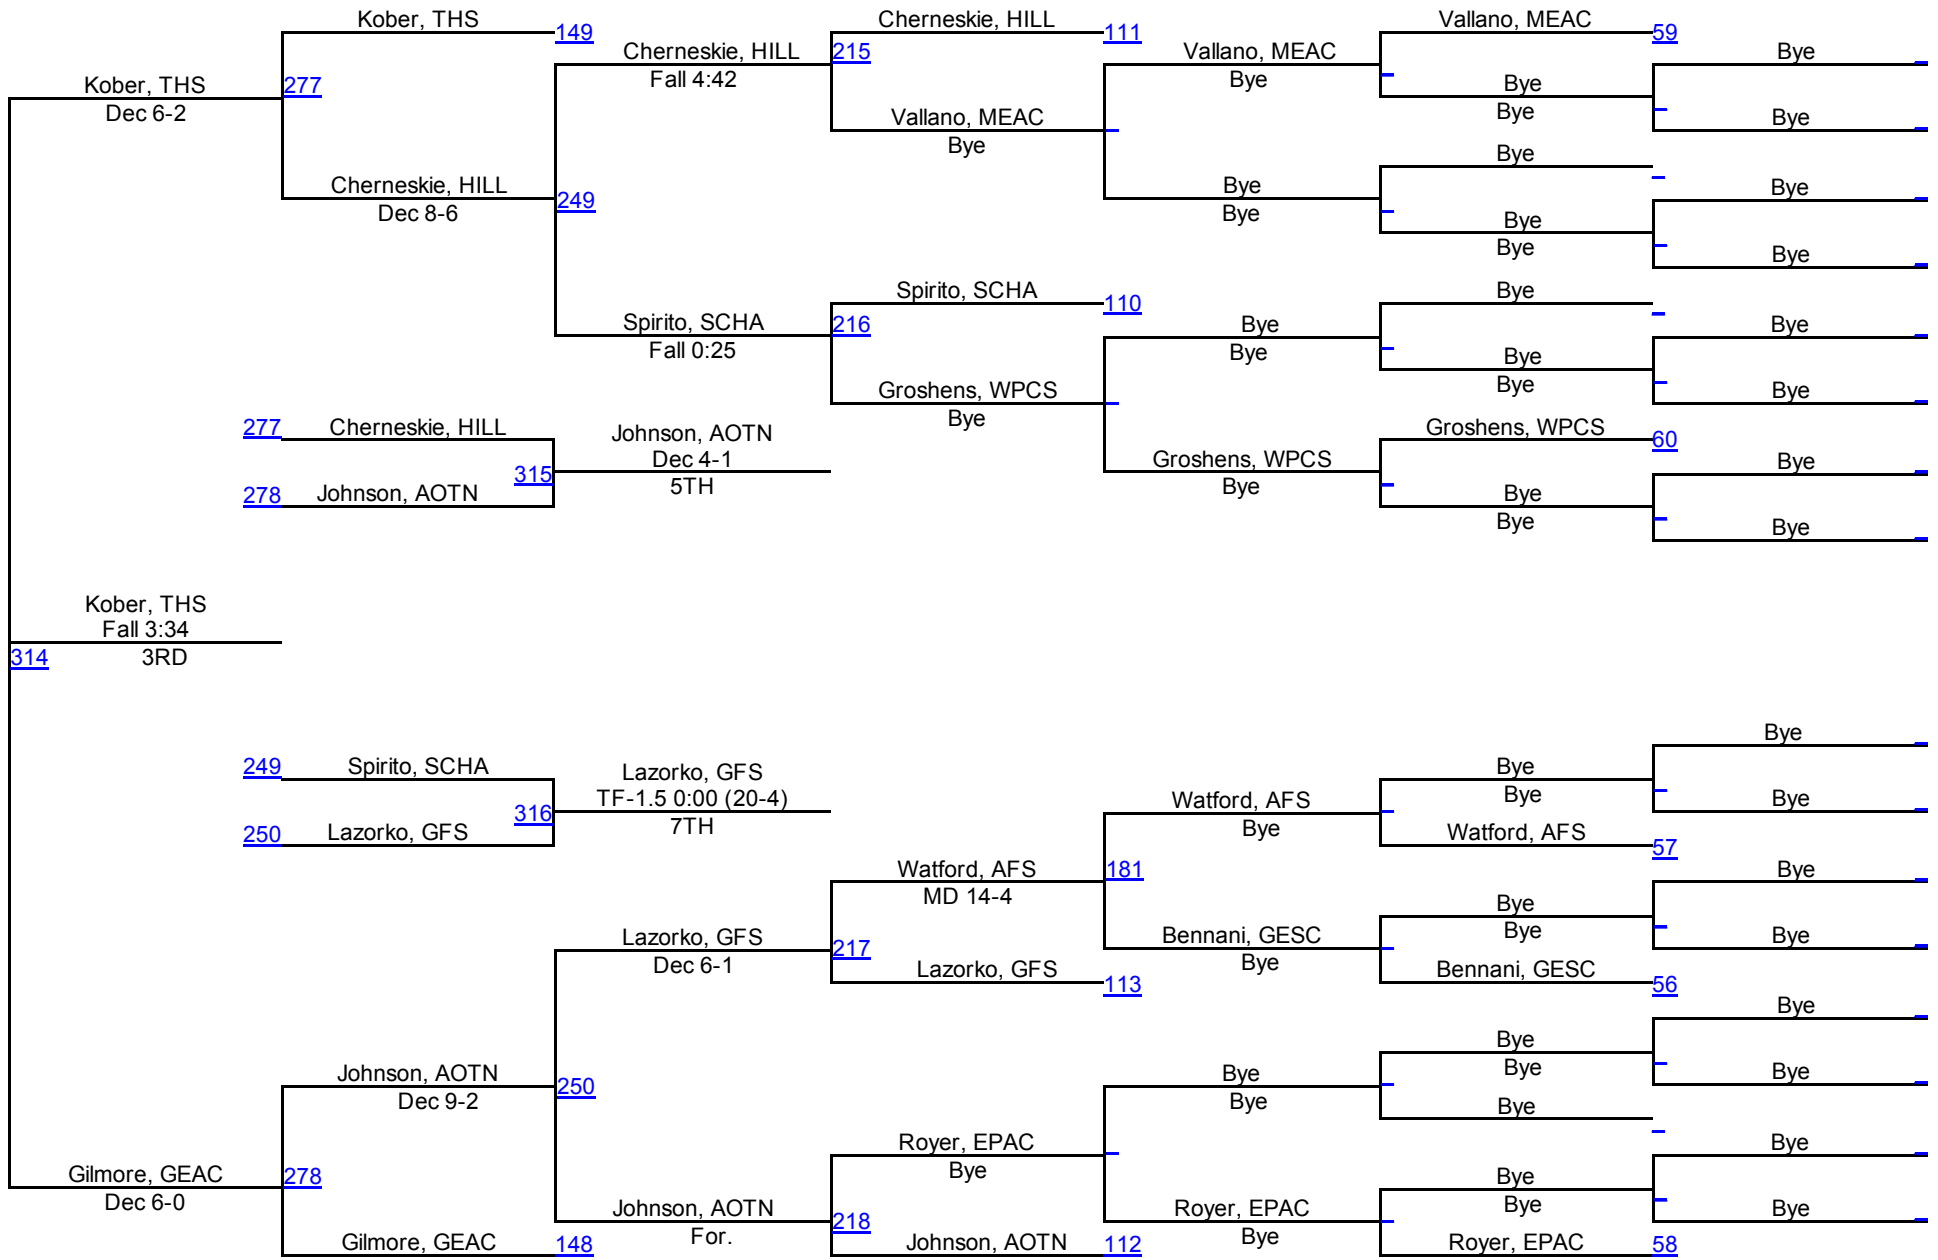 Kober, THS
149
Cherneskie, HILL
111
Vallano, MEAC
59
Cherneskie, HILL
Fall 4:42
215
Vallano, MEAC
Bye
Bye
Kober, THS
Dec 6-2
277
Bye
Bye
Vallano, MEAC
Bye
Bye
Bye
Cherneskie, HILL
Dec 8-6
249
Bye
Bye
Bye
Bye
Bye
Bye
Spirito, SCHA
110
Bye
Spirito, SCHA
Fall 0:25
216
Bye
Bye
Bye
Bye
Bye
Groshens, WPCS
Bye
Bye
277
Cherneskie, HILL
Johnson, AOTN
Dec 4-1
5TH
Groshens, WPCS
60
315
278
Johnson, AOTN
Groshens, WPCS
Bye
Bye
Bye
Bye
Bye
Kober, THS
Fall 3:34
3RD
314
Bye
249
Spirito, SCHA
Lazorko, GFS
TF-1.5 0:00 (20-4)
7TH
Bye
Bye
316
Watford, AFS
Bye
Bye
250
Lazorko, GFS
Watford, AFS
57
Watford, AFS
MD 14-4
181
Bye
Bye
Bye
Lazorko, GFS
Dec 6-1
217
Bennani, GESC
Bye
Bye
Lazorko, GFS
113
Bennani, GESC
56
Bye
Bye
Bye
Johnson, AOTN
Dec 9-2
250
Bye
Bye
Bye
Bye
Royer, EPAC
Bye
Bye
Gilmore, GEAC
Dec 6-0
278
Bye
Bye
Johnson, AOTN
For.
218
Royer, EPAC
Bye
Bye
Gilmore, GEAC
148
Johnson, AOTN
112
Royer, EPAC
58